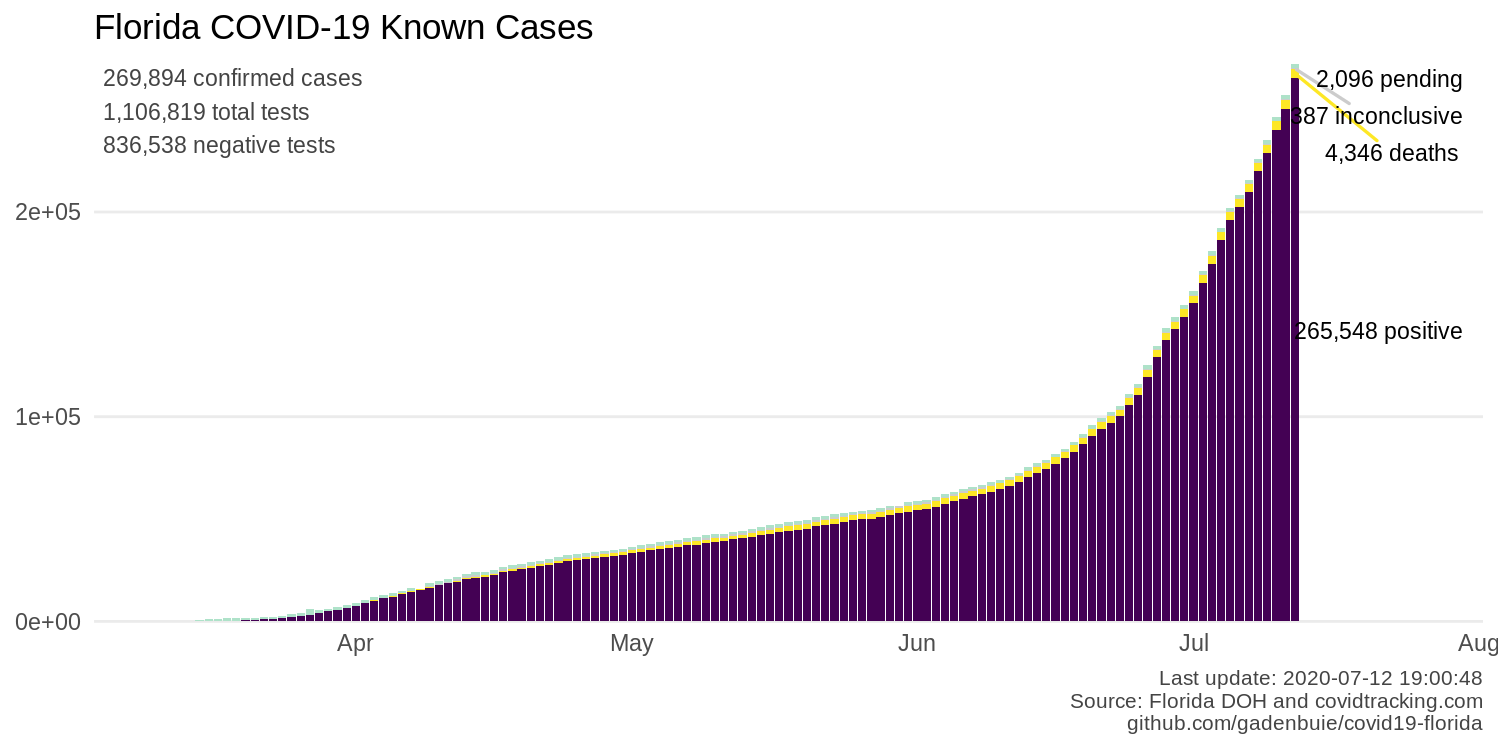 Florida COVID-19 Known Cases
269,894 confirmed cases
1,106,819 total tests
836,538 negative tests
2,096 pending
387 inconclusive
4,346 deaths
265,548 positive
2e+05
1e+05
0e+00
Apr May Jun Jul Aug
Last update: 2020-07-12 19:00:48
Source: Florida DOH and covidtracking.com
github.com/gadenbuie/covid19-florida